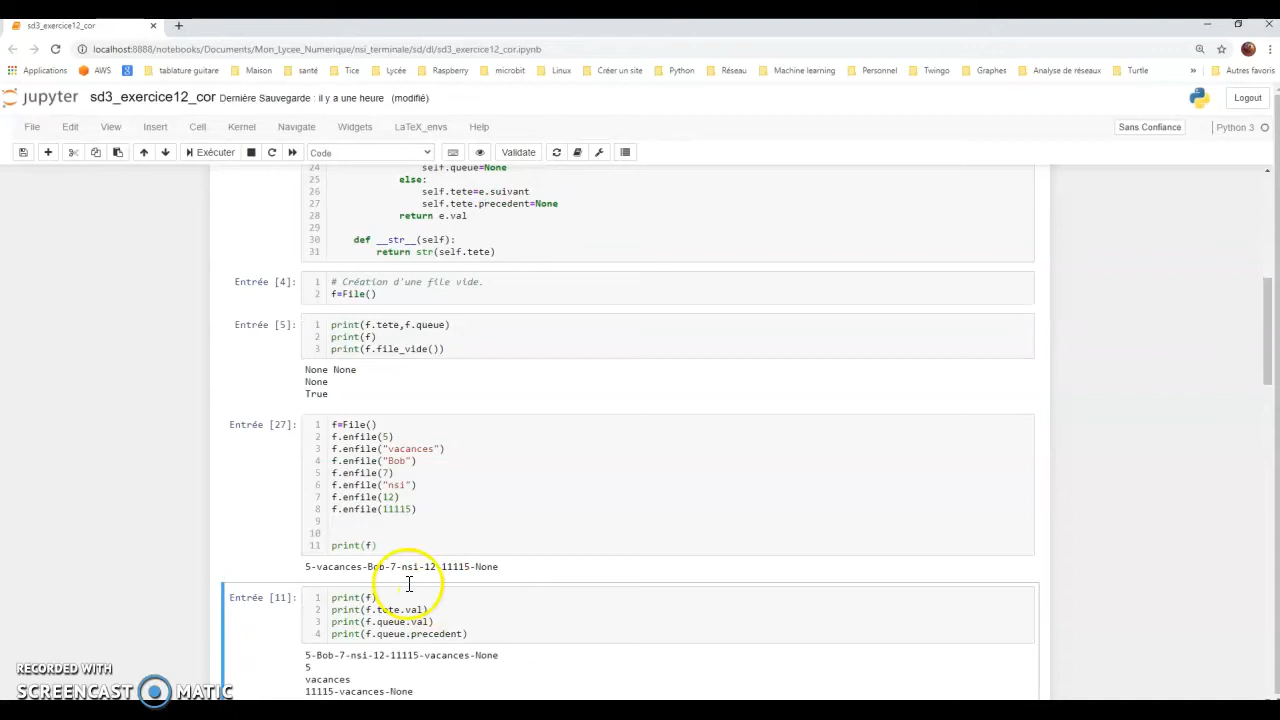 sd3_exercice12_cor
localhost:8888/notebooks/Documents/Mon_Lycee_Numerique/nsi_terminale/sd/dl/sd3_exercice12_cor.ipynb
Applications AWS tablature guitare Maison santé Tice Lycée Raspberry microbit Linux Créer un site Python Réseau Machine learning Personnel Twingo Graphes Analyse de réseaux Turtle » Autres favoris
jupyter sd3_exercice12_cor Dernière Sauvegarde : il y a une heure (modifié) Logout
File Edit View Insert Cell Kernel Navigate Widgets LaTeX_envs Help Sans Confiance Python 3
Exécuter Code Validate
24 self.queue=None
25 else:
26 self.tete=e.suivant
27 self.tete.precedent=None
28 return e.val
29
30 def __str__(self):
31 return str(self.tete)
Entrée [4]: 1 # Création d'une file vide.
2 f=File()
Entrée [5]: 1 print(f.tete,f.queue)
2 print(f)
3 print(f.file_vide())
None None
None
True
Entrée [27]: 1 f=File()
2 f.enfile(5)
3 f.enfile("vacances")
4 f.enfile("Bob")
5 f.enfile(7)
6 f.enfile("nsi")
7 f.enfile(12)
8 f.enfile(11115)
9
10
11 print(f)
5-vacances-Bob-7-nsi-12-11115-None
Entrée [11]: 1 print(f)
2 print(f.tete.val)
3 print(f.queue.val)
4 print(f.queue.precedent)
5-Bob-7-nsi-12-11115-vacances-None
5
vacances
11115-vacances-None
RECORDED WITH
SCREENCAST MATIC